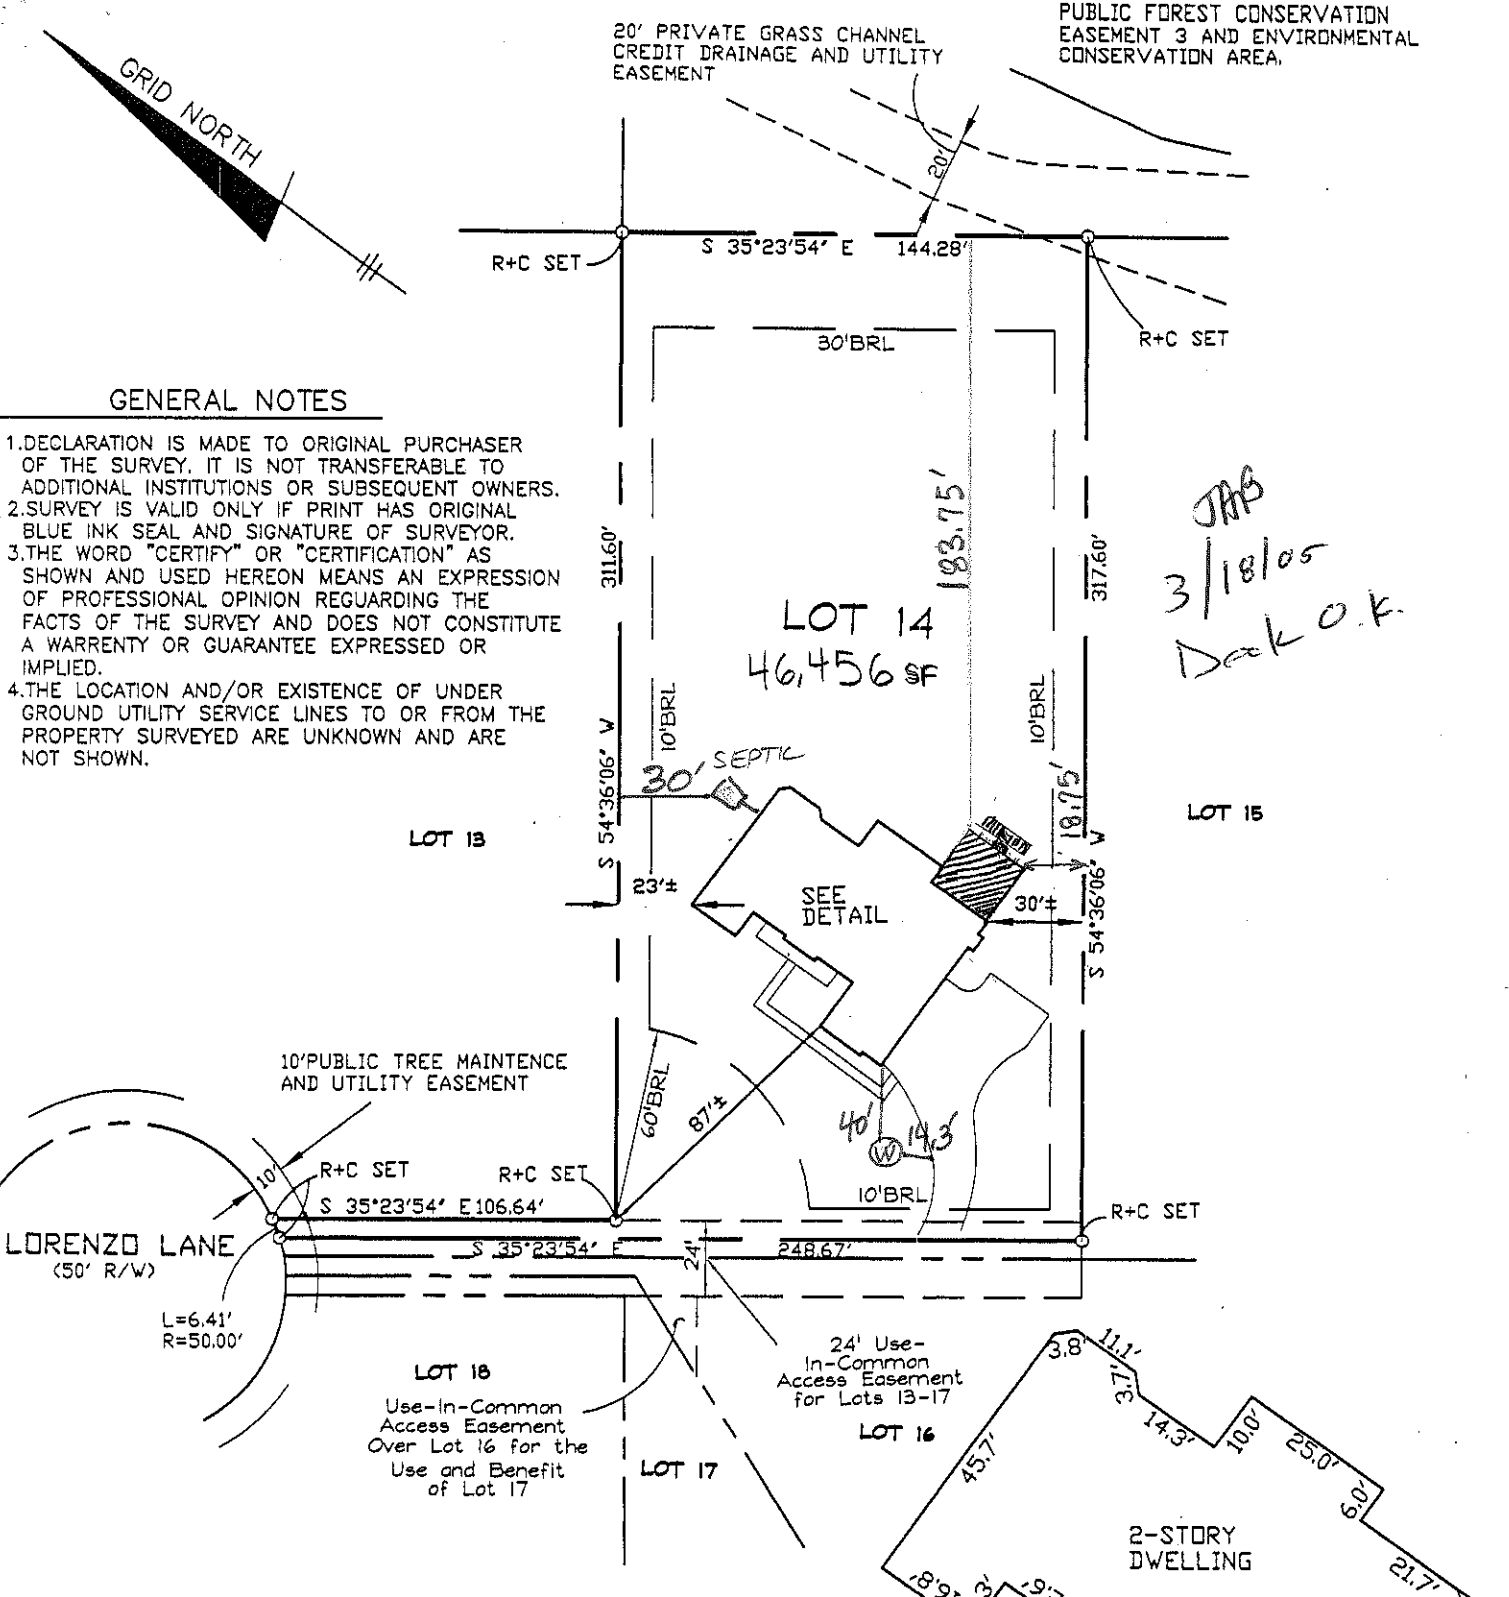 20' PRIVATE GRASS CHANNEL
CREDIT DRAINAGE AND UTILITY
EASEMENT
PUBLIC FOREST CONSERVATION
EASEMENT 3 AND ENVIRONMENTAL
CONSERVATION AREA.
GRID NORTH
20'
R+C SET
S 35°23'54" E
144.28'
R+C SET
30'BRL
GENERAL NOTES
1.DECLARATION IS MADE TO ORIGINAL PURCHASER
OF THE SURVEY. IT IS NOT TRANSFERABLE TO
ADDITIONAL INSTITUTIONS OR SUBSEQUENT OWNERS.
2.SURVEY IS VALID ONLY IF PRINT HAS ORIGINAL
BLUE INK SEAL AND SIGNATURE OF SURVEYOR.
3.THE WORD "CERTIFY" OR "CERTIFICATION" AS
SHOWN AND USED HEREON MEANS AN EXPRESSION
OF PROFESSIONAL OPINION REGUARDING THE
FACTS OF THE SURVEY AND DOES NOT CONSTITUTE
A WARRENTY OR GUARANTEE EXPRESSED OR
IMPLIED.
4.THE LOCATION AND/OR EXISTENCE OF UNDER
GROUND UTILITY SERVICE LINES TO OR FROM THE
PROPERTY SURVEYED ARE UNKNOWN AND ARE
NOT SHOWN.
311.60'
183.75'
317.60'
3/18/05
Deck O.K.
LOT 14
46,456 SF
10'BRL
10'BRL
S 54°36'06" W
30' SEPTIC
18.75'
LOT 13
LOT 15
S 54°36'06" W
23'±
SEE
DETAIL
30'±
10'PUBLIC TREE MAINTENCE
AND UTILITY EASEMENT
60'BRL
87'±
40'
14.3'
W
10'
R+C SET
R+C SET
10'BRL
S 35°23'54" E 106.64'
R+C SET
LORENZO LANE
(50' R/W)
S 35°23'54" E
24'
248.67'
L=6.41'
R=50.00'
LOT 18
Use-In-Common
Access Easement
Over Lot 16 for the
Use and Benefit
of Lot 17
24' Use-
In-Common
Access Easement
for Lots 13-17
LOT 16
LOT 17
3.8'
11.1'
3.7'
14.3'
10.0'
25.0'
6.0'
45.7'
21.7'
2-STORY
DWELLING